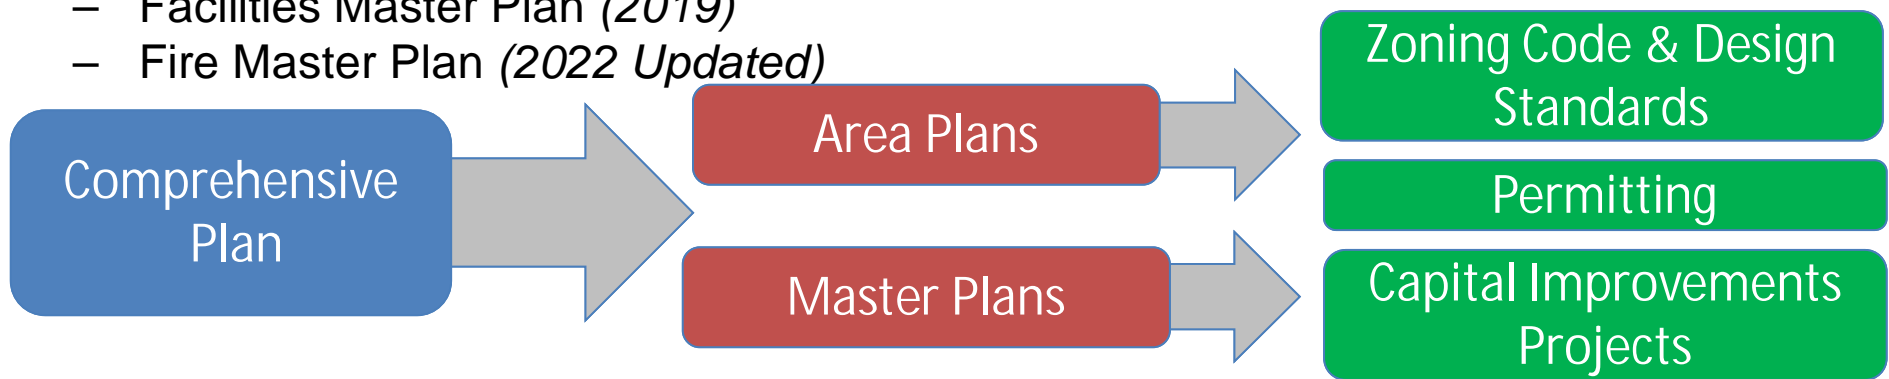 – Facilities Master Plan (2019)
– Fire Master Plan (2022 Updated)
Comprehensive
Plan
Area Plans
Master Plans
Zoning Code & Design
Standards
Permitting
Capital Improvements
Projects